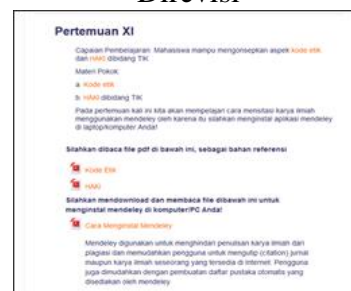 Direvisi
Pertemuan XI
Capaian Pembelajaran: Mahasiswa mampu mengonsepkan aspek kode etik
dan HAKI dibidang TIK
Materi Pokok:
a. Kode etik
b. HAKI dibidang TIK
Pada pertemuan kali ini kita akan mempelajari cara mensitasi karya ilmiah
menggunakan mendeley oleh karena itu silahkan menginstal aplikasi mendeley
di laptop/komputer Anda!
Silahkan dibaca file pdf di bawah ini, sebagai bahan referensi
Kode Etik
HAKI
Silahkan mendownload dan membaca file dibawah ini untuk
menginstal mendeley di komputer/PC Anda!
Cara Menginstal Mendeley
Mendeley digunakan untuk menghindari penulisan karya ilmiah dari
plagiasi dan memudahkan pengguna untuk mengutip (citation) jurnal
maupun karya ilmiah seseorang yang tersedia di internet. Pengguna
juga dimudahkan dengan pembuatan daftar pustaka otomatis yang
disediakan oleh mendeley